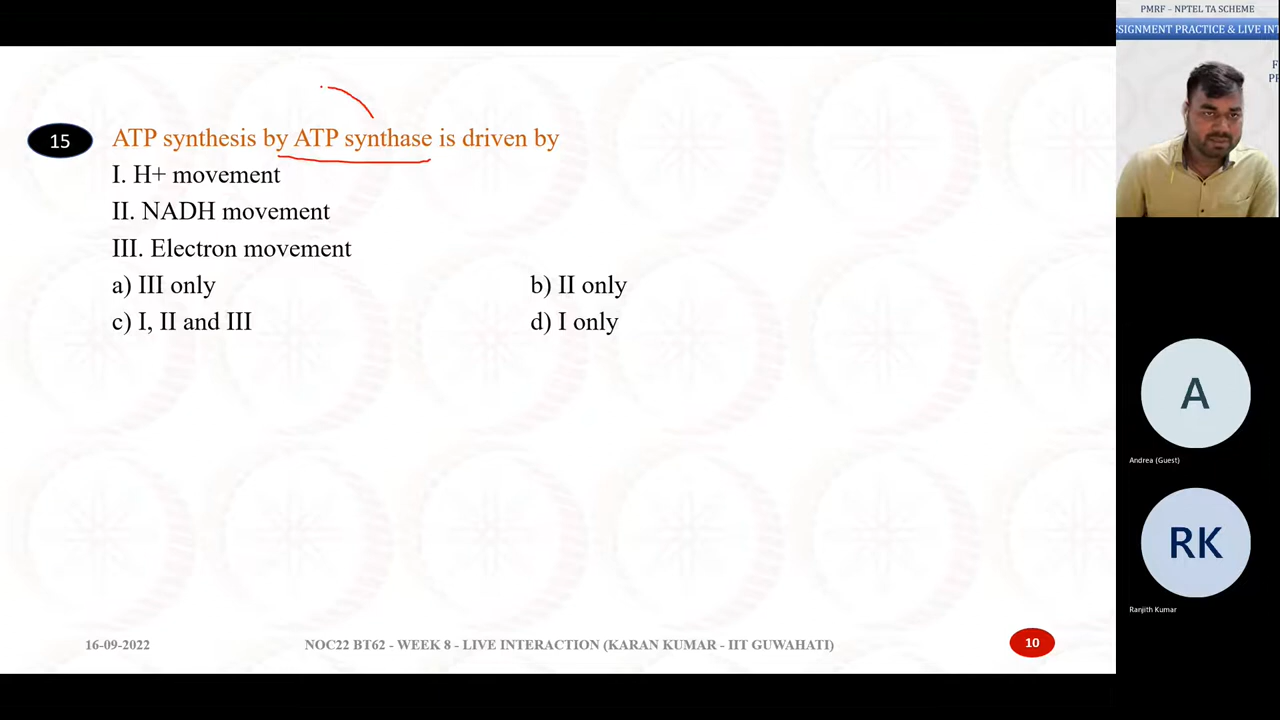 PMRF – NPTEL TA SCHEME
SSIGNMENT PRACTICE & LIVE INT
F
PR
15
ATP synthesis by ATP synthase is driven by
I. H+ movement
II. NADH movement
III. Electron movement
a) III only
b) II only
c) I, II and III
d) I only
A
Andrea (Guest)
RK
Ranjith Kumar
16-09-2022
NOC22 BT62 - WEEK 8 - LIVE INTERACTION (KARAN KUMAR - IIT GUWAHATI)
10